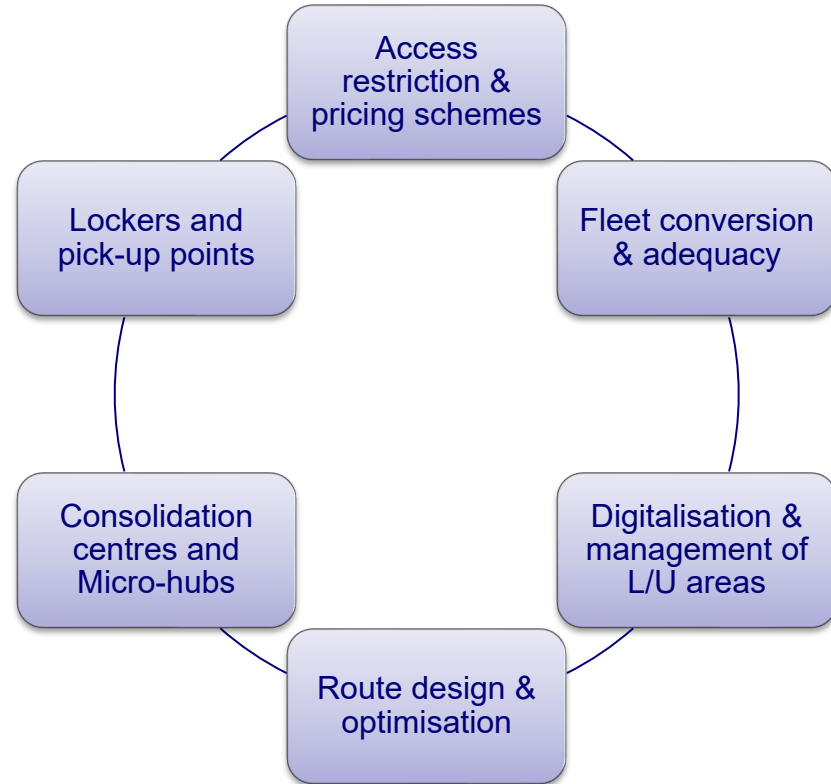 Access
restriction &
pricing schemes
Lockers and
pick-up points
Fleet conversion
& adequacy
Consolidation
centres and
Micro-hubs
Digitalisation &
management of
L/U areas
Route design &
optimisation